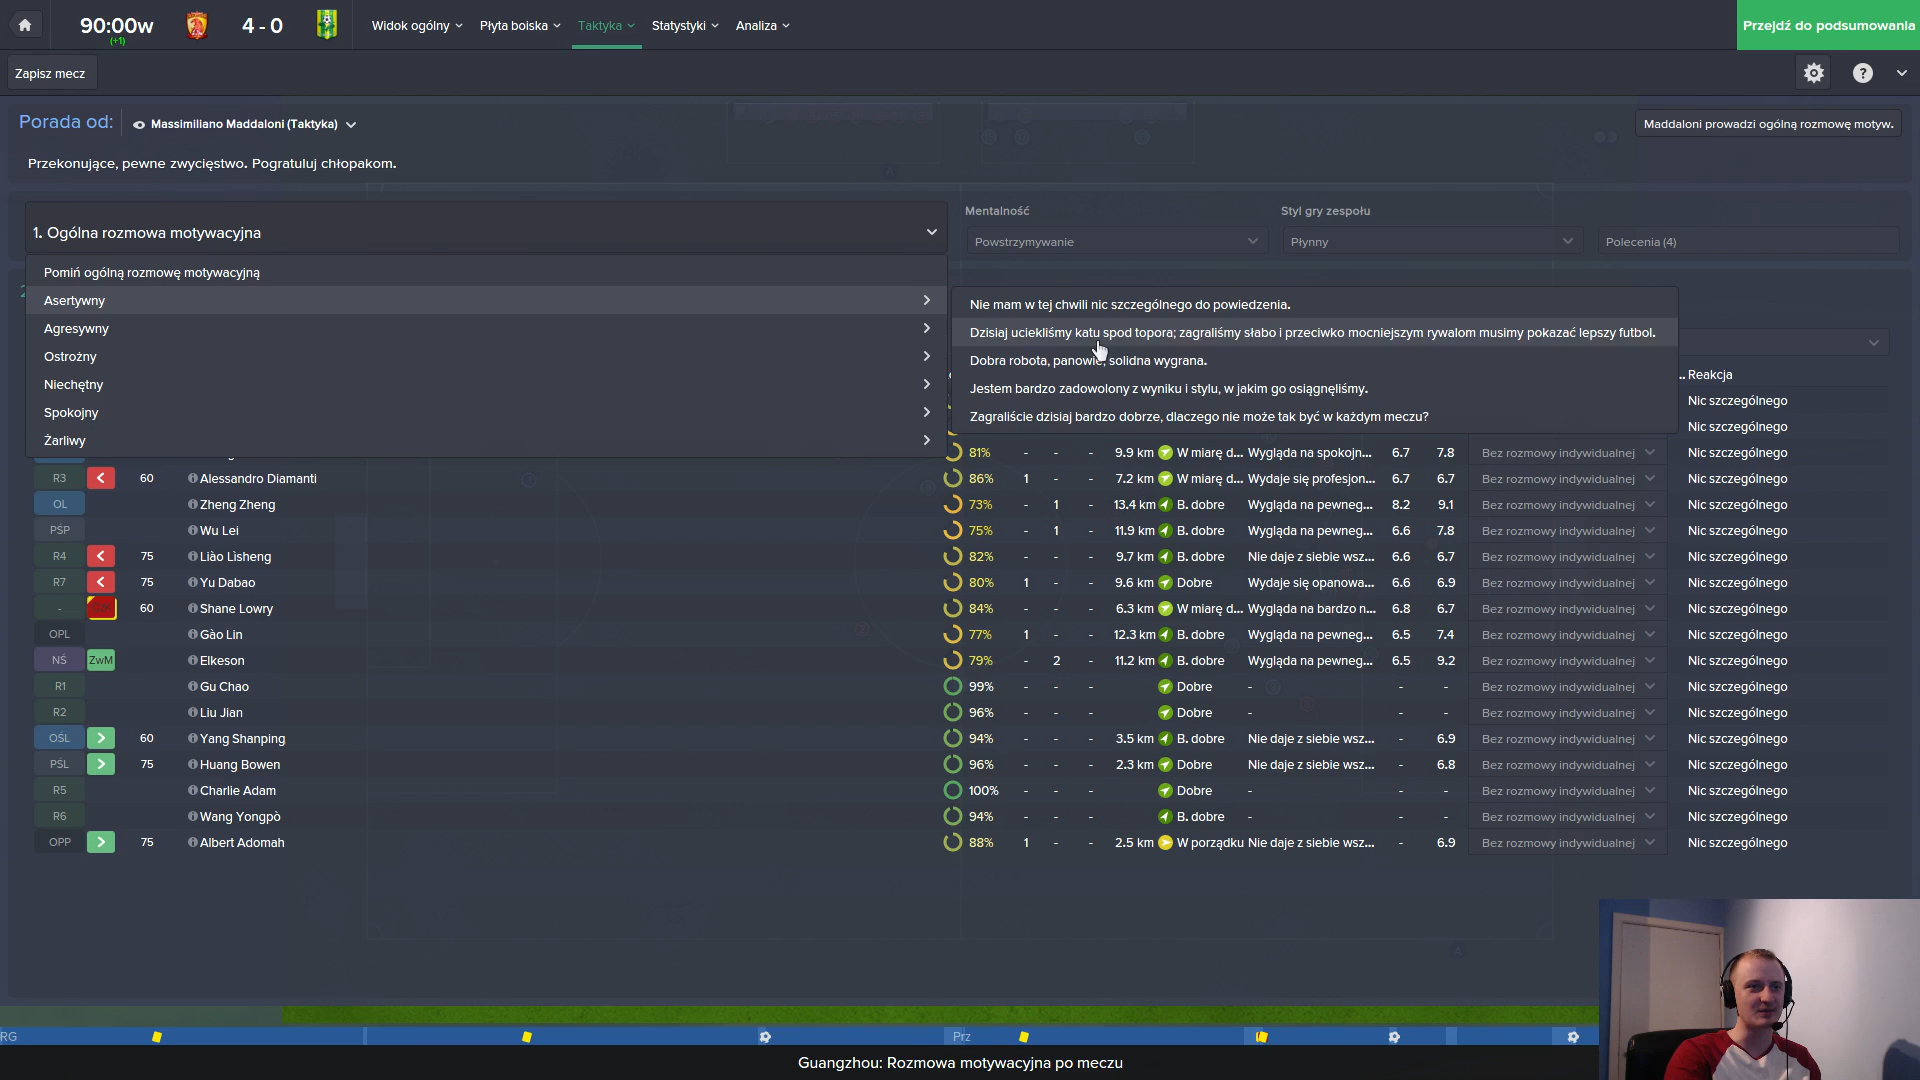 90:00w
(+1)
4 - 0
Widok ogólny
Płyta boiska
Taktyka
Statystyki
Analiza
Przejdź do podsumowania
Zapisz mecz
Porada od:
Massimiliano Maddaloni (Taktyka)
Maddaloni prowadzi ogólną rozmowę motyw.
Przekonujące, pewne zwycięstwo. Pogratuluj chłopakom.
1. Ogólna rozmowa motywacyjna
Mentalność
Styl gry zespołu
Powstrzymywanie
Płynny
Polecenia (4)
Pomiń ogólną rozmowę motywacyjną
Asertywny
Agresywny
Ostrożny
Niechętny
Spokojny
Żarliwy
Nie mam w tej chwili nic szczególnego do powiedzenia.
Dzisiaj uciekliśmy katu spod topora; zagraliśmy słabo i przeciwko mocniejszym rywalom musimy pokazać lepszy futbol.
Dobra robota, panowie, solidna wygrana.
Jestem bardzo zadowolony z wyniku i stylu, w jakim go osiągnęliśmy.
Zagraliście dzisiaj bardzo dobrze, dlaczego nie może tak być w każdym meczu?
.. Reakcja
Nic szczególnego
Nic szczególnego
81% - - - 9.9 km W miarę d... Wygląda na spokojn... 6.7 7.8 Bez rozmowy indywidualnej Nic szczególnego
R3 60 Alessandro Diamanti 86% 1 - - 7.2 km W miarę d... Wydaje się profesjon... 6.7 6.7 Bez rozmowy indywidualnej Nic szczególnego
OL Zheng Zheng 73% - 1 - 13.4 km B. dobre Wygląda na pewneg... 8.2 9.1 Bez rozmowy indywidualnej Nic szczególnego
PŚP Wu Lei 75% - 1 - 11.9 km B. dobre Wygląda na pewneg... 6.6 7.8 Bez rozmowy indywidualnej Nic szczególnego
R4 75 Liào Lìsheng 82% - - - 9.7 km B. dobre Nie daje z siebie wsz... 6.6 6.7 Bez rozmowy indywidualnej Nic szczególnego
R7 75 Yu Dabao 80% 1 - - 9.6 km Dobre Wydaje się opanowa... 6.6 6.9 Bez rozmowy indywidualnej Nic szczególnego
- 60 Shane Lowry 84% - - - 6.3 km W miarę d... Wygląda na bardzo n... 6.8 6.7 Bez rozmowy indywidualnej Nic szczególnego
OPL Gào Lin 77% 1 - - 12.3 km B. dobre Wygląda na pewneg... 6.5 7.4 Bez rozmowy indywidualnej Nic szczególnego
NŚ ZwM Elkeson 79% - 2 - 11.2 km B. dobre Wygląda na pewneg... 6.5 9.2 Bez rozmowy indywidualnej Nic szczególnego
R1 Gu Chao 99% - - - Dobre - - - Bez rozmowy indywidualnej Nic szczególnego
R2 Liu Jian 96% - - - Dobre - - - Bez rozmowy indywidualnej Nic szczególnego
OŚL 60 Yang Shanping 94% - - - 3.5 km B. dobre Nie daje z siebie wsz... - 6.9 Bez rozmowy indywidualnej Nic szczególnego
PŚL 75 Huang Bowen 96% - - - 2.3 km Dobre Nie daje z siebie wsz... - 6.8 Bez rozmowy indywidualnej Nic szczególnego
R5 Charlie Adam 100% - - - Dobre - - - Bez rozmowy indywidualnej Nic szczególnego
R6 Wang Yongpò 94% - - - B. dobre - - - Bez rozmowy indywidualnej Nic szczególnego
OPP 75 Albert Adomah 88% 1 - - 2.5 km W porządku Nie daje z siebie wsz... - 6.9 Bez rozmowy indywidualnej Nic szczególnego
RG
Prz
Guangzhou: Rozmowa motywacyjna po meczu